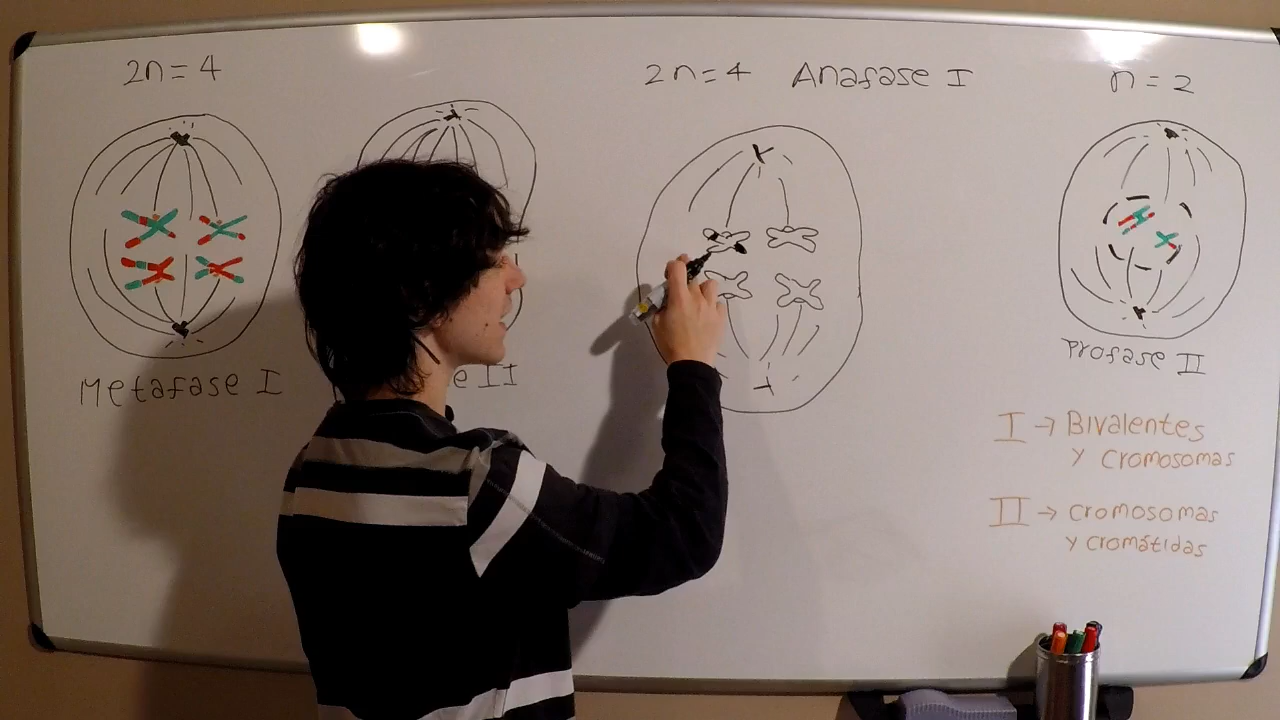 2n = 4
2n = 4 Anafase I
n = 2
Metafase I
e II
Profase II
I → Bivalentes
y cromosomas
II → cromosomas
y cromátidas